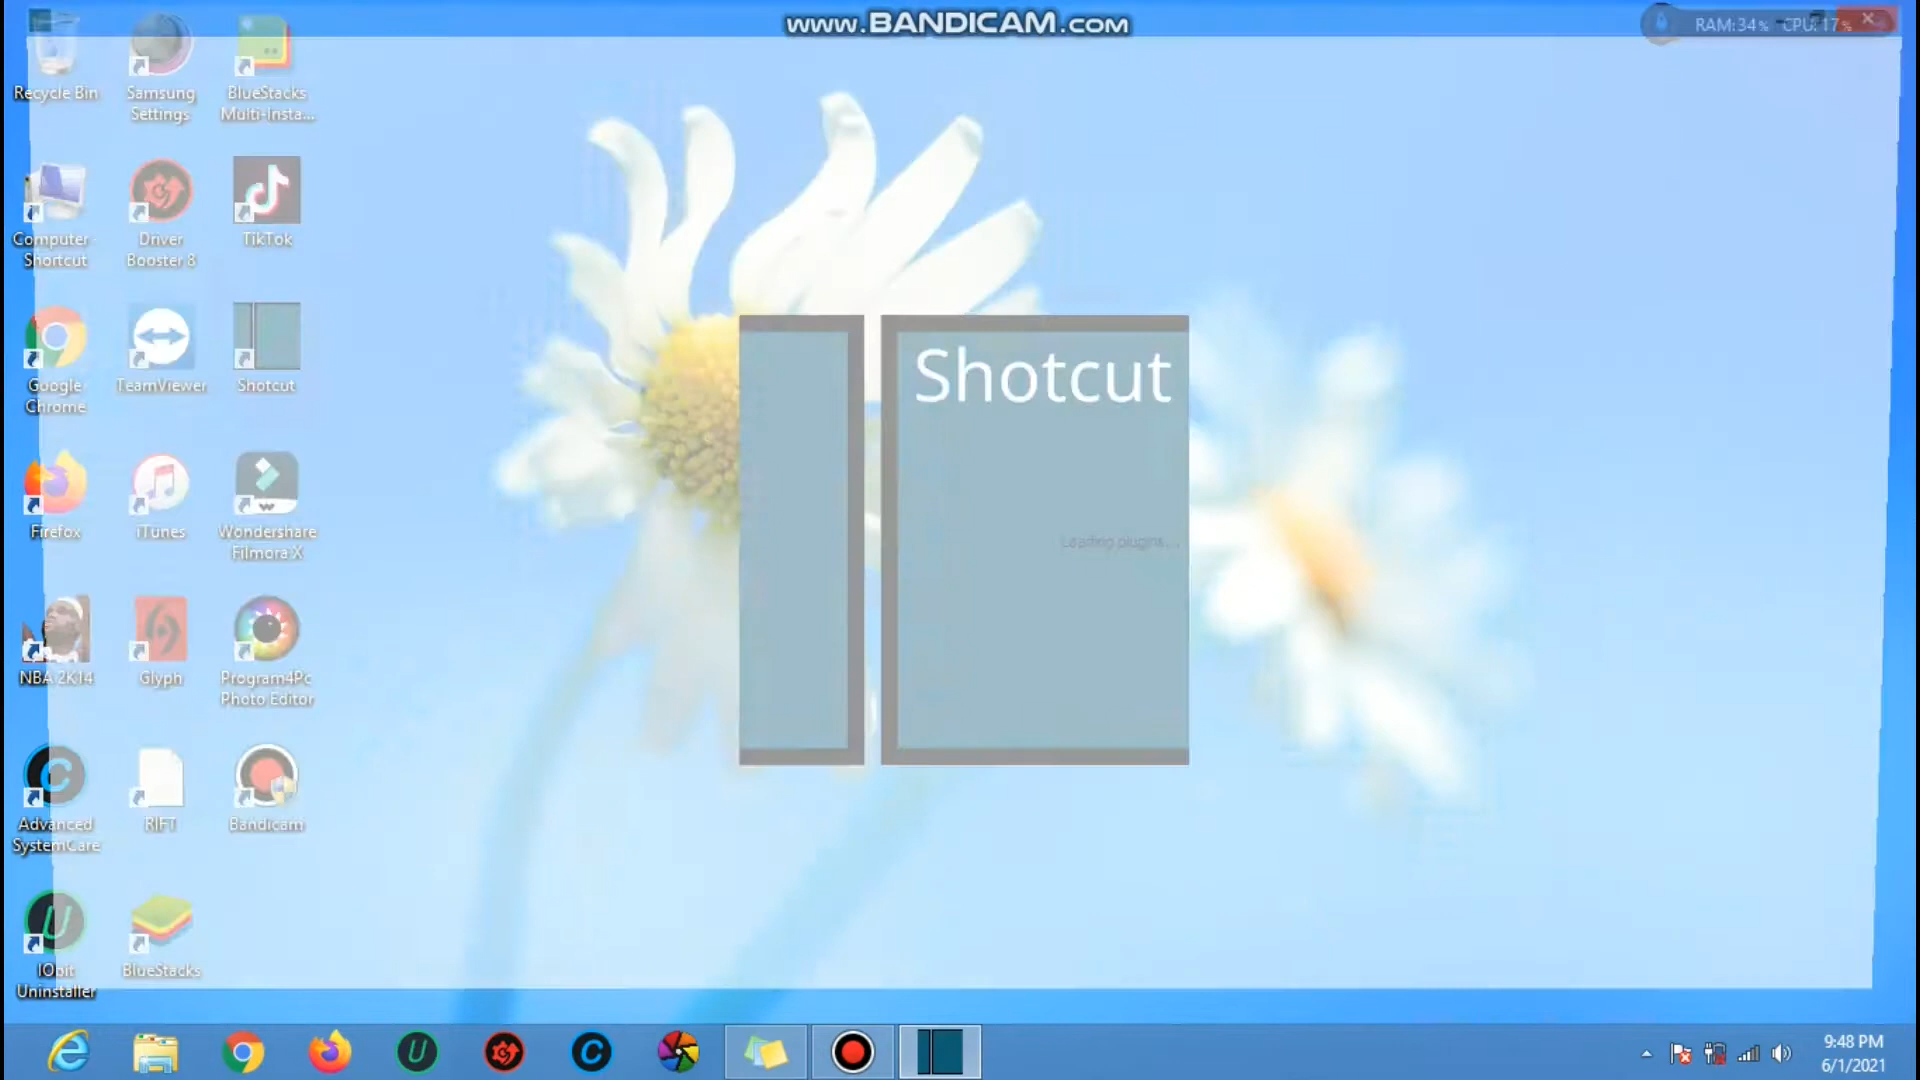 www.BANDICAM.com
RAM:34% CPU:17%
Recycle Bin
Samsung
Settings
BlueStacks
Multi-Insta...
Computer -
Shortcut
Driver
Booster 8
TikTok
Google
Chrome
TeamViewer
Shotcut
Firefox
iTunes
Wondershare
Filmora X
NBA 2K14
Glyph
Program4Pc
Photo Editor
Advanced
SystemCare
RIFT
Bandicam
IObit
Uninstaller
BlueStacks
Shotcut
Loading plugins...
9:48 PM
6/1/2021